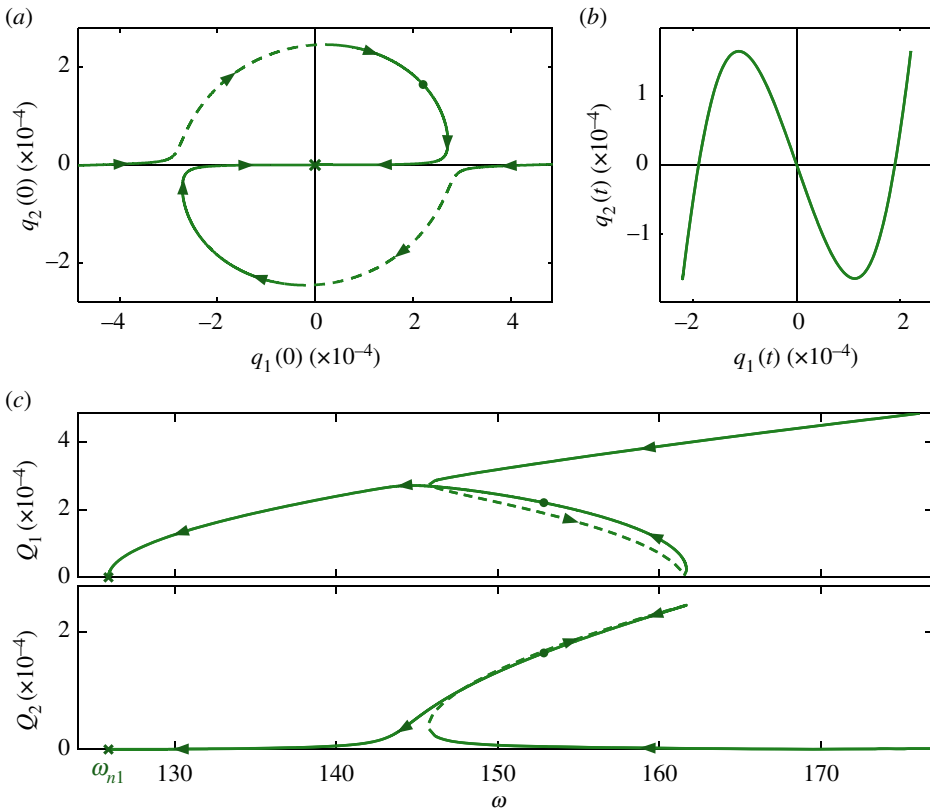 (a)
(b)
q₂(0) (×10⁻⁴)
2
0
−2
−4
−2
0
2
4
q₁(0) (×10⁻⁴)
q₂(t) (×10⁻⁴)
1
0
−1
−2
0
2
q₁(t) (×10⁻⁴)
(c)
Q₁(×10⁻⁴)
4
2
0
Q₂(×10⁻⁴)
2
0
ωₙ₁
130
140
150
160
170
ω